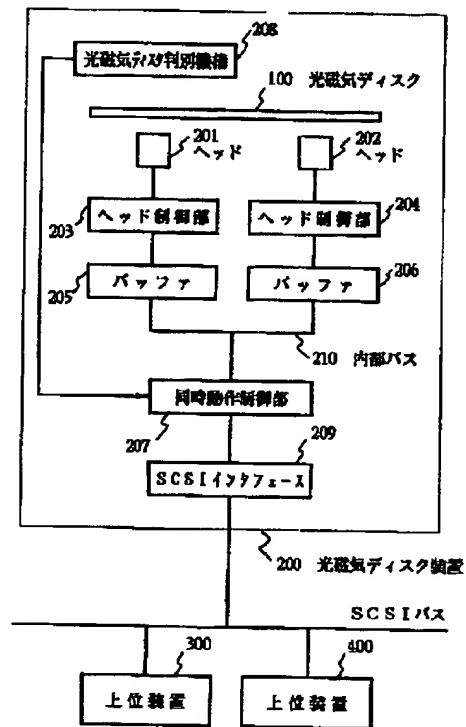 208
光磁気ディスク判別機構
100 光磁気ディスク
201
ヘッド
202
ヘッド
ヘッド制御部
203
ヘッド制御部
204
バッファ
205
バッファ
206
210 内部バス
同時動作制御部
207
209
SCSIインタフェース
200 光磁気ディスク装置
SCSIバス
300
上位装置
400
上位装置